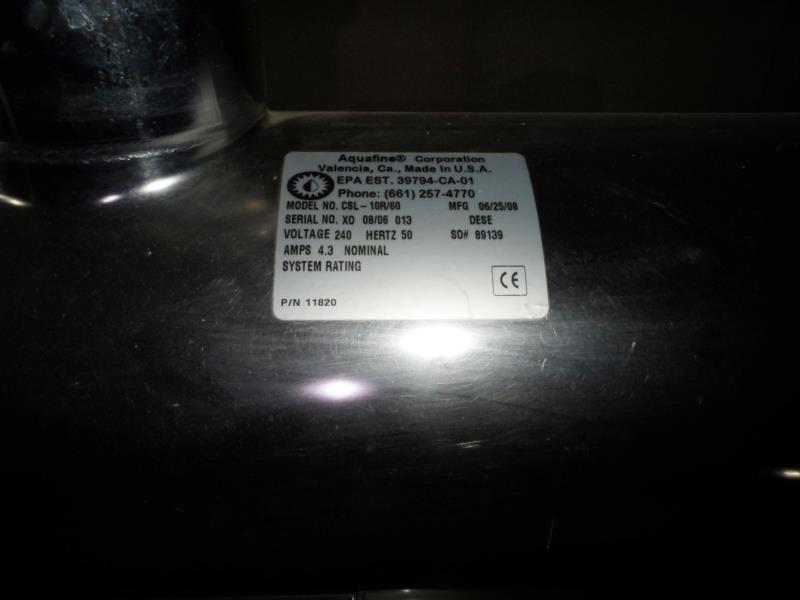 Aquafine® Corporation
Valencia, Ca., Made in U.S.A.
EPA EST. 39794-CA-01
Phone: (661) 257-4770
MODEL NO. CSL-10R/60 MFG 06/25/08
SERIAL NO. XO 08/06 013 DESE
VOLTAGE 240 HERTZ 50 SO# 89139
AMPS 4.3 NOMINAL
SYSTEM RATING
CE
P/N 11820